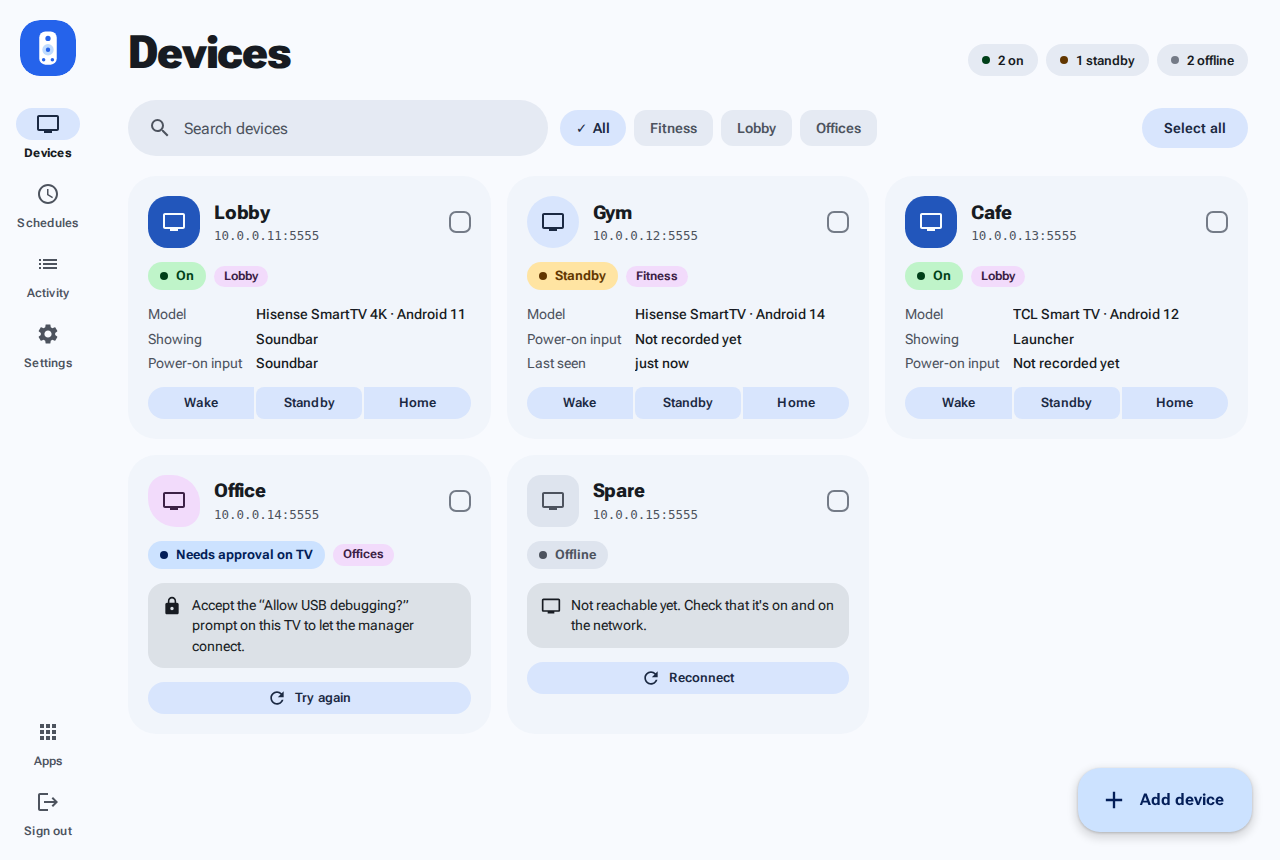 Devices
2 on
1 standby
2 offline
Devices
Schedules
Activity
Settings
Apps
Sign out
Search devices
✓ All
Fitness
Lobby
Offices
Select all
Lobby
10.0.0.11:5555
On
Lobby
Model Hisense SmartTV 4K · Android 11
Showing Soundbar
Power-on input Soundbar
Wake
Standby
Home
Gym
10.0.0.12:5555
Standby
Fitness
Model Hisense SmartTV · Android 14
Power-on input Not recorded yet
Last seen just now
Wake
Standby
Home
Cafe
10.0.0.13:5555
On
Lobby
Model TCL Smart TV · Android 12
Showing Launcher
Power-on input Not recorded yet
Wake
Standby
Home
Office
10.0.0.14:5555
Needs approval on TV
Offices
Accept the “Allow USB debugging?”
prompt on this TV to let the manager
connect.
Try again
Spare
10.0.0.15:5555
Offline
Not reachable yet. Check that it's on and on
the network.
Reconnect
Add device